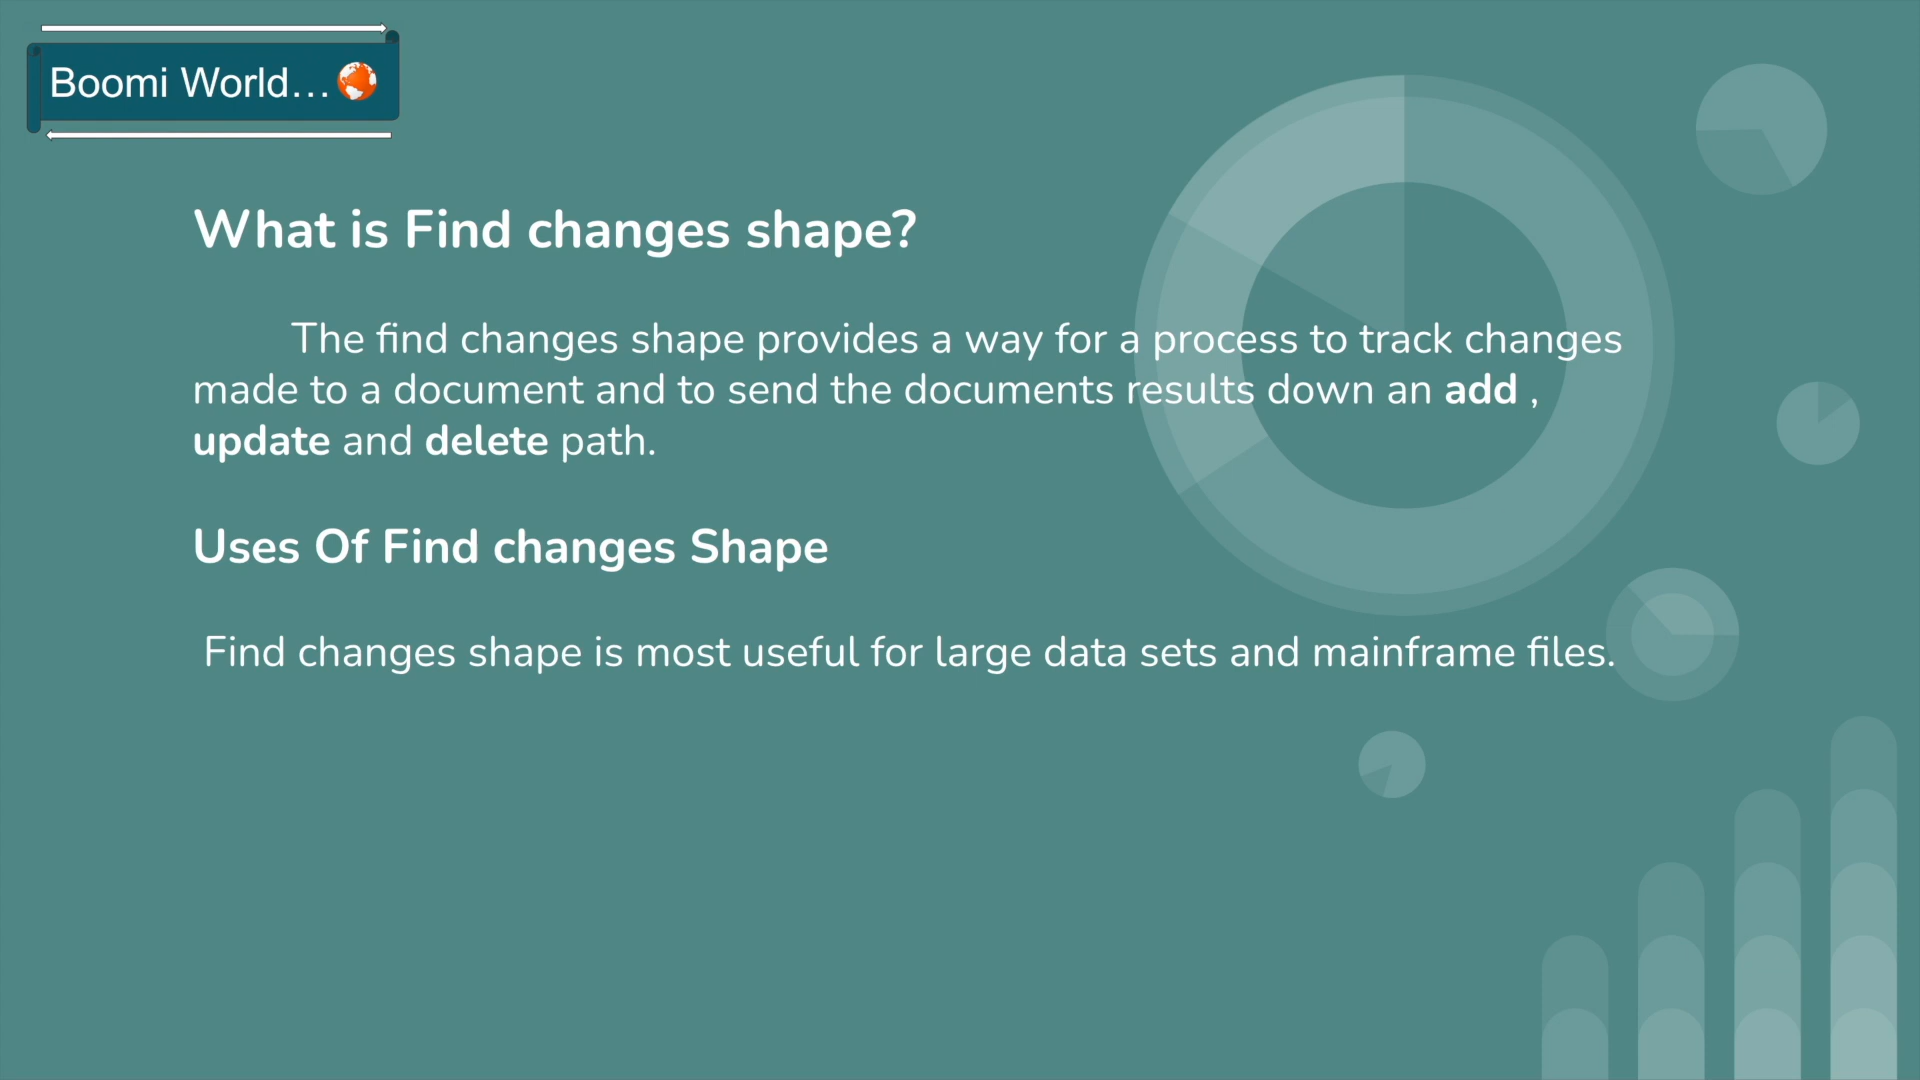 Boomi World...
What is Find changes shape?
The find changes shape provides a way for a process to track changes
made to a document and to send the documents results down an add ,
update and delete path.
Uses Of Find changes Shape
Find changes shape is most useful for large data sets and mainframe files.